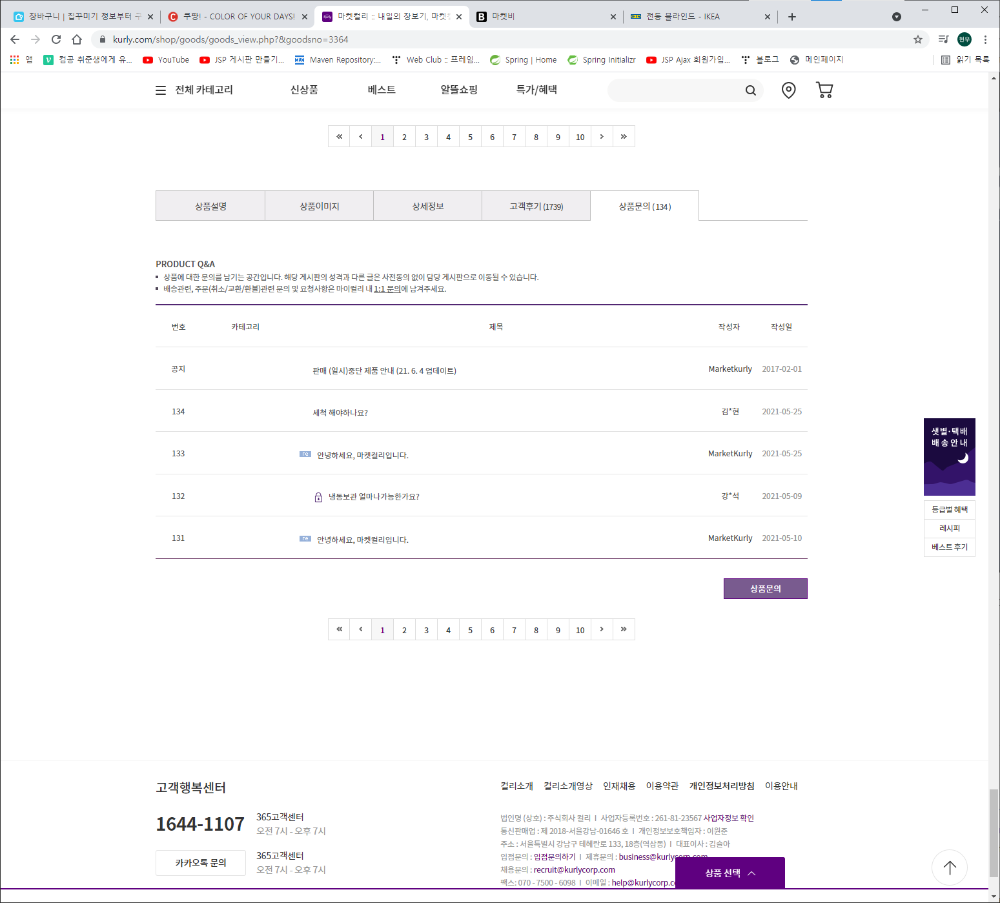 장바구니 | 집꾸미기 정보부터 구
쿠팡! - COLOR OF YOUR DAYS!
마켓컬리 :: 내일의 장보기, 마켓컬
마켓비
전동 블라인드 - IKEA
kurly.com/shop/goods/goods_view.php?&goodsno=3364
현우
앱
컴공 취준생에게 유...
YouTube
JSP 게시판 만들기...
Maven Repository:...
Web Club :: 프레임...
Spring | Home
Spring Initializr
JSP Ajax 회원가입...
블로그
메인페이지
읽기 목록
전체 카테고리 신상품 베스트 알뜰쇼핑 특가/혜택
« ‹ 1 2 3 4 5 6 7 8 9 10 › »
상품설명 상품이미지 상세정보 고객후기 (1739) 상품문의 (134)
PRODUCT Q&A
상품에 대한 문의를 남기는 공간입니다. 해당 게시판의 성격과 다른 글은 사전동의 없이 담당 게시판으로 이동될 수 있습니다.
배송관련, 주문(취소/교환/환불)관련 문의 및 요청사항은 마이컬리 내 1:1 문의에 남겨주세요.
번호 카테고리 제목 작성자 작성일
공지 판매 (일시)중단 제품 안내 (21. 6. 4 업데이트) Marketkurly 2017-02-01
134 세척 해야하나요? 김*현 2021-05-25
133 re 안녕하세요, 마켓컬리입니다. MarketKurly 2021-05-25
132 냉동보관 얼마나가능한가요? 강*석 2021-05-09
131 re 안녕하세요, 마켓컬리입니다. MarketKurly 2021-05-10
샛별·택배
배송안내
등급별 혜택
레시피
베스트 후기
상품문의
« ‹ 1 2 3 4 5 6 7 8 9 10 › »
고객행복센터
1644-1107
365고객센터
오전 7시 - 오후 7시
카카오톡 문의
365고객센터
오전 7시 - 오후 7시
컬리소개 컬리소개영상 인재채용 이용약관 개인정보처리방침 이용안내
법인명 (상호) : 주식회사 컬리 I 사업자등록번호 : 261-81-23567 사업자정보 확인
통신판매업 : 제 2018-서울강남-01646 호 I 개인정보보호책임자 : 이원준
주소 : 서울특별시 강남구 테헤란로 133, 18층(역삼동) I 대표이사 : 김슬아
입점문의 : 입점문의하기 I 제휴문의 : business@kurlycorp.com
채용문의 : recruit@kurlycorp.com
팩스: 070 - 7500 - 6098 I 이메일 : help@kurlycorp.c
상품 선택